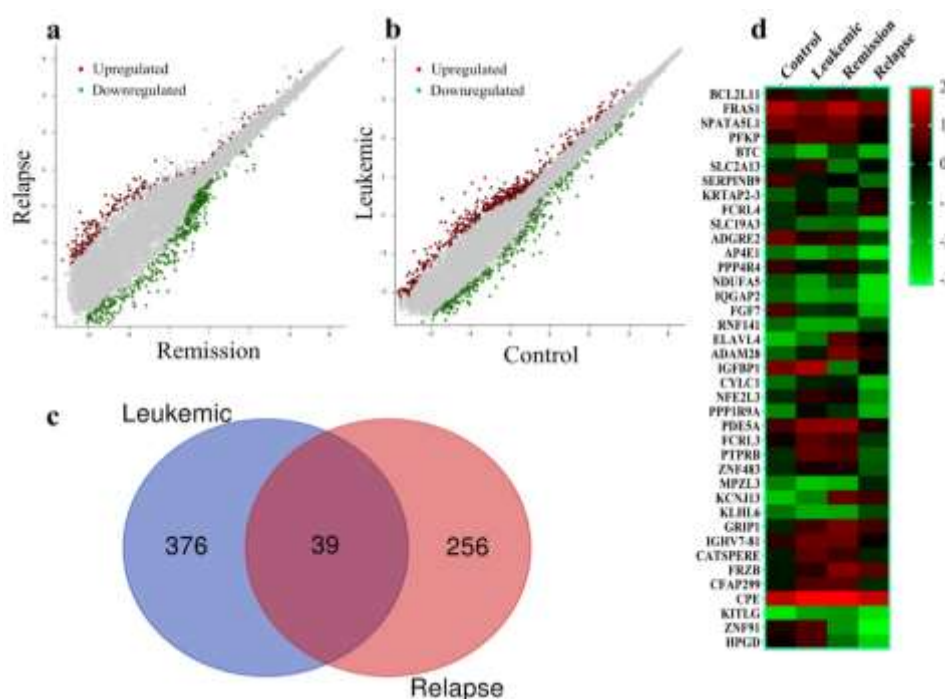 a
Upregulated
Downregulated
Relapse
Remission
b
Upregulated
Downregulated
Leukemic
Control
c
Leukemic
376
39
256
Relapse
d
Control
Leukemic
Remission
Relapse
BCL2L11
FRAS1
SPATA5L1
PFKP
BTC
SLC2A13
SERPINB9
KRTAP2-3
FCRL4
SLC19A3
ADGRE2
AP4E1
PPP4R4
NDUFA5
IQGAP2
FGF7
RNF141
ELAVL4
ADAM28
IGFBP1
CYLC1
NFE2L3
PPP1R9A
PDE5A
FCRL3
PTPRB
ZNF483
MPZL3
KCNJ13
KLHL6
GRIP1
IGHV7-81
CATSPERE
FRZB
CFAP299
CPE
KITLG
ZNF91
HPGD
2
1
0